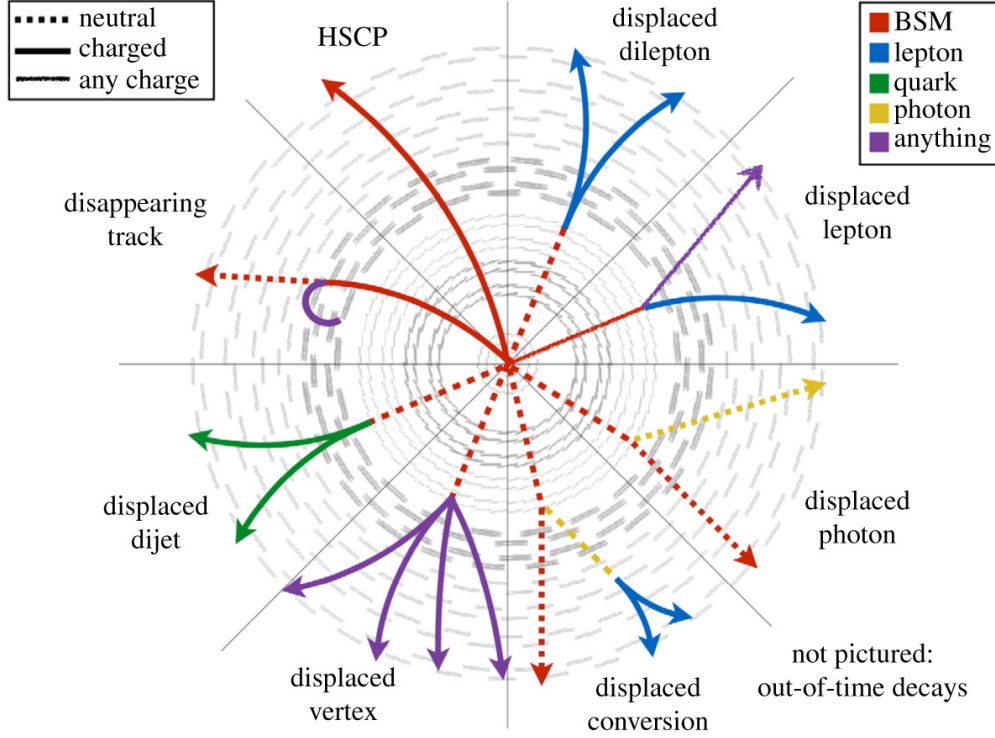 neutral
charged
any charge
HSCP
displaced
dilepton
BSM
lepton
quark
photon
anything
disappearing
track
displaced
lepton
displaced
dijet
displaced
photon
displaced
vertex
displaced
conversion
not pictured:
out-of-time decays